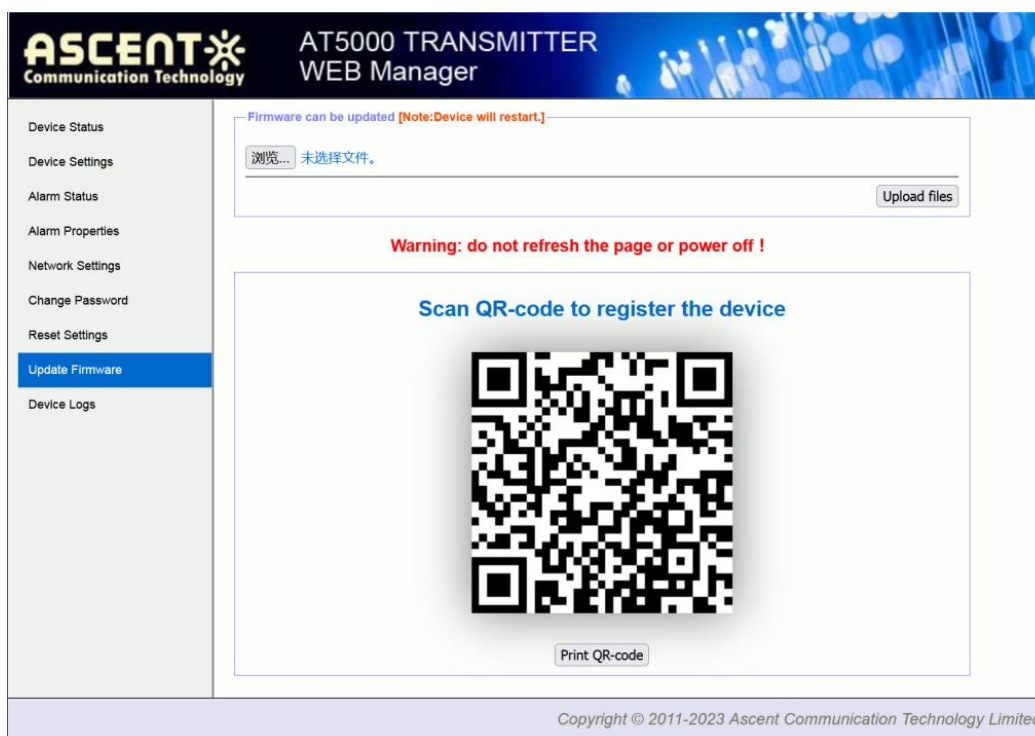 ASCENT
Communication Technology
AT5000 TRANSMITTER
WEB Manager
Device Status
Device Settings
Alarm Status
Alarm Properties
Network Settings
Change Password
Reset Settings
Update Firmware
Device Logs
Firmware can be updated [Note:Device will restart.]
浏览... 未选择文件。
Upload files
Warning: do not refresh the page or power off !
Scan QR-code to register the device
Print QR-code
Copyright © 2011-2023 Ascent Communication Technology Limited